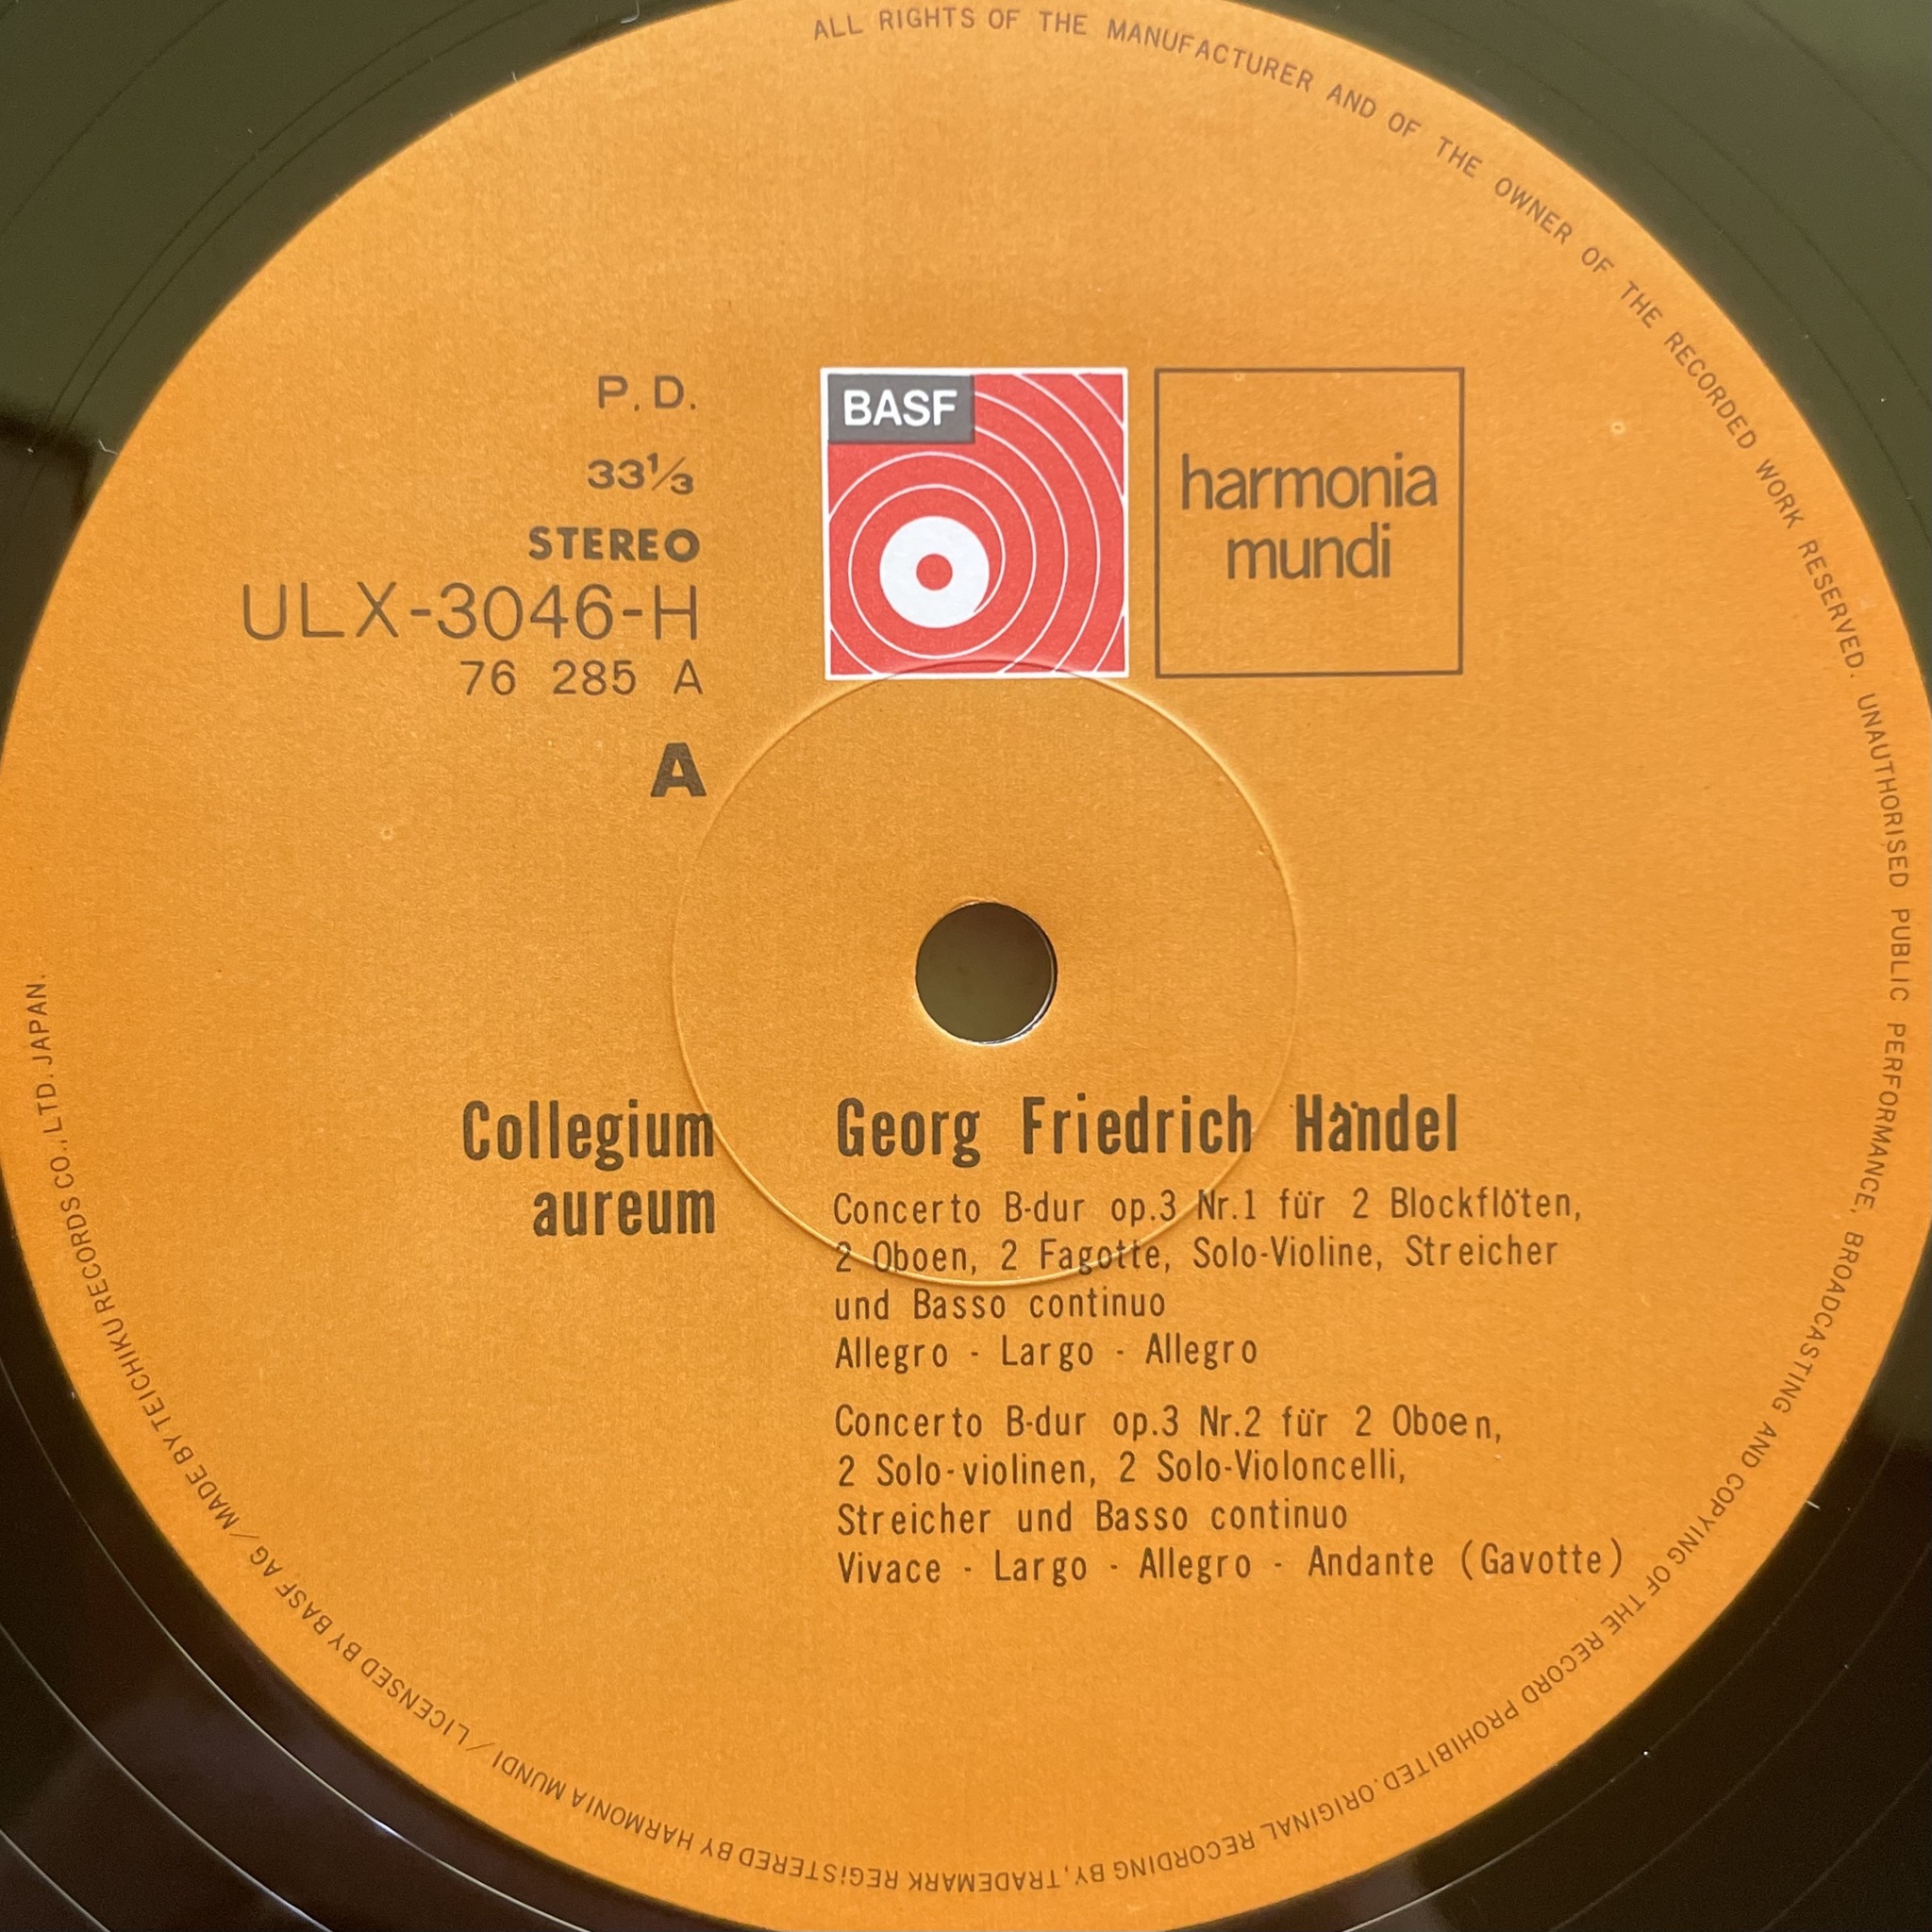 ALL RIGHTS OF THE MANUFACTURER AND OF THE OWNER OF THE RECORDED WORK RESERVED. UNAUTHORISED PUBLIC PERFORMANCE, BROADCASTING AND COPYING OF THE RECORD PROHIBITED. ORIGINAL RECORDING BY, TRADEMARK REGISTERED BY HARMONIA MUNDI / LICENSED BY BASF AG / MADE BY TEICHIKU RECORDS CO., LTD. JAPAN.
P.D.
33⅓
STEREO
ULX-3046-H
76 285 A
A
BASF
harmonia
mundi
Collegium
aureum
Georg Friedrich Händel
Concerto B-dur op.3 Nr.1 für 2 Blockflöten,
2 Oboen, 2 Fagotte, Solo-Violine, Streicher
und Basso continuo
Allegro - Largo - Allegro
Concerto B-dur op.3 Nr.2 für 2 Oboen,
2 Solo-violinen, 2 Solo-Violoncelli,
Streicher und Basso continuo
Vivace - Largo - Allegro - Andante (Gavotte)